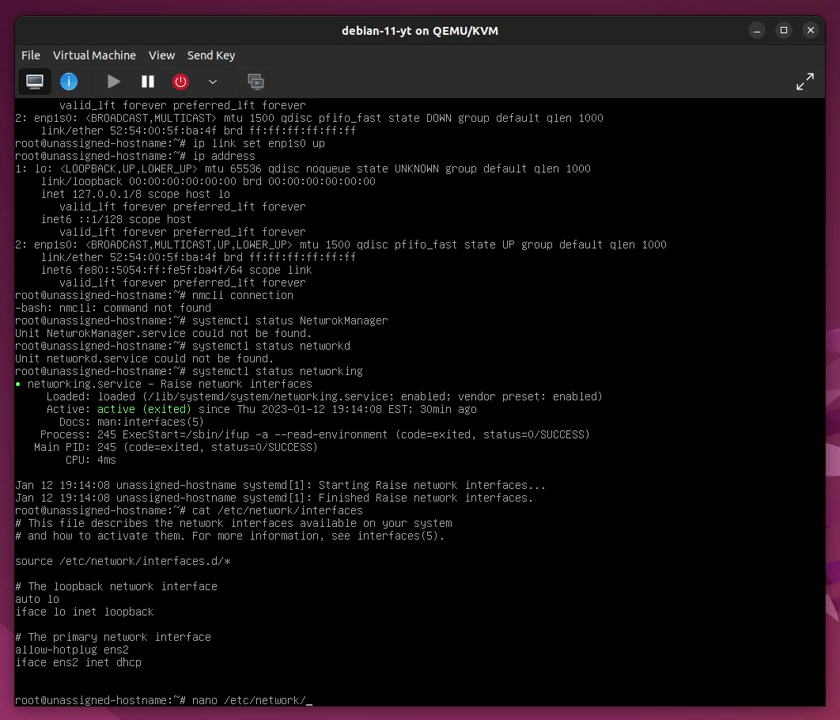 debian-11-yt on QEMU/KVM
File Virtual Machine View Send Key
valid_lft forever preferred_lft forever
2: enp1s0: <BROADCAST,MULTICAST> mtu 1500 qdisc pfifo_fast state DOWN group default qlen 1000
link/ether 52:54:00:5f:ba:4f brd ff:ff:ff:ff:ff:ff
root@unassigned-hostname:~# ip link set enp1s0 up
root@unassigned-hostname:~# ip address
1: lo: <LOOPBACK,UP,LOWER_UP> mtu 65536 qdisc noqueue state UNKNOWN group default qlen 1000
link/loopback 00:00:00:00:00:00 brd 00:00:00:00:00:00
inet 127.0.0.1/8 scope host lo
valid_lft forever preferred_lft forever
inet6 ::1/128 scope host
valid_lft forever preferred_lft forever
2: enp1s0: <BROADCAST,MULTICAST,UP,LOWER_UP> mtu 1500 qdisc pfifo_fast state UP group default qlen 1000
link/ether 52:54:00:5f:ba:4f brd ff:ff:ff:ff:ff:ff
inet6 fe80::5054:ff:fe5f:ba4f/64 scope link
valid_lft forever preferred_lft forever
root@unassigned-hostname:~# nmcli connection
-bash: nmcli: command not found
root@unassigned-hostname:~# systemctl status NetwrokManager
Unit NetwrokManager.service could not be found.
root@unassigned-hostname:~# systemctl status networkd
Unit networkd.service could not be found.
root@unassigned-hostname:~# systemctl status networking
● networking.service - Raise network interfaces
Loaded: loaded (/lib/systemd/system/networking.service; enabled; vendor preset: enabled)
Active: active (exited) since Thu 2023-01-12 19:14:08 EST; 30min ago
Docs: man:interfaces(5)
Process: 245 ExecStart=/sbin/ifup -a --read-environment (code=exited, status=0/SUCCESS)
Main PID: 245 (code=exited, status=0/SUCCESS)
CPU: 4ms
Jan 12 19:14:08 unassigned-hostname systemd[1]: Starting Raise network interfaces...
Jan 12 19:14:08 unassigned-hostname systemd[1]: Finished Raise network interfaces.
root@unassigned-hostname:~# cat /etc/network/interfaces
# This file describes the network interfaces available on your system
# and how to activate them. For more information, see interfaces(5).
source /etc/network/interfaces.d/*
# The loopback network interface
auto lo
iface lo inet loopback
# The primary network interface
allow-hotplug ens2
iface ens2 inet dhcp
root@unassigned-hostname:~# nano /etc/network/_